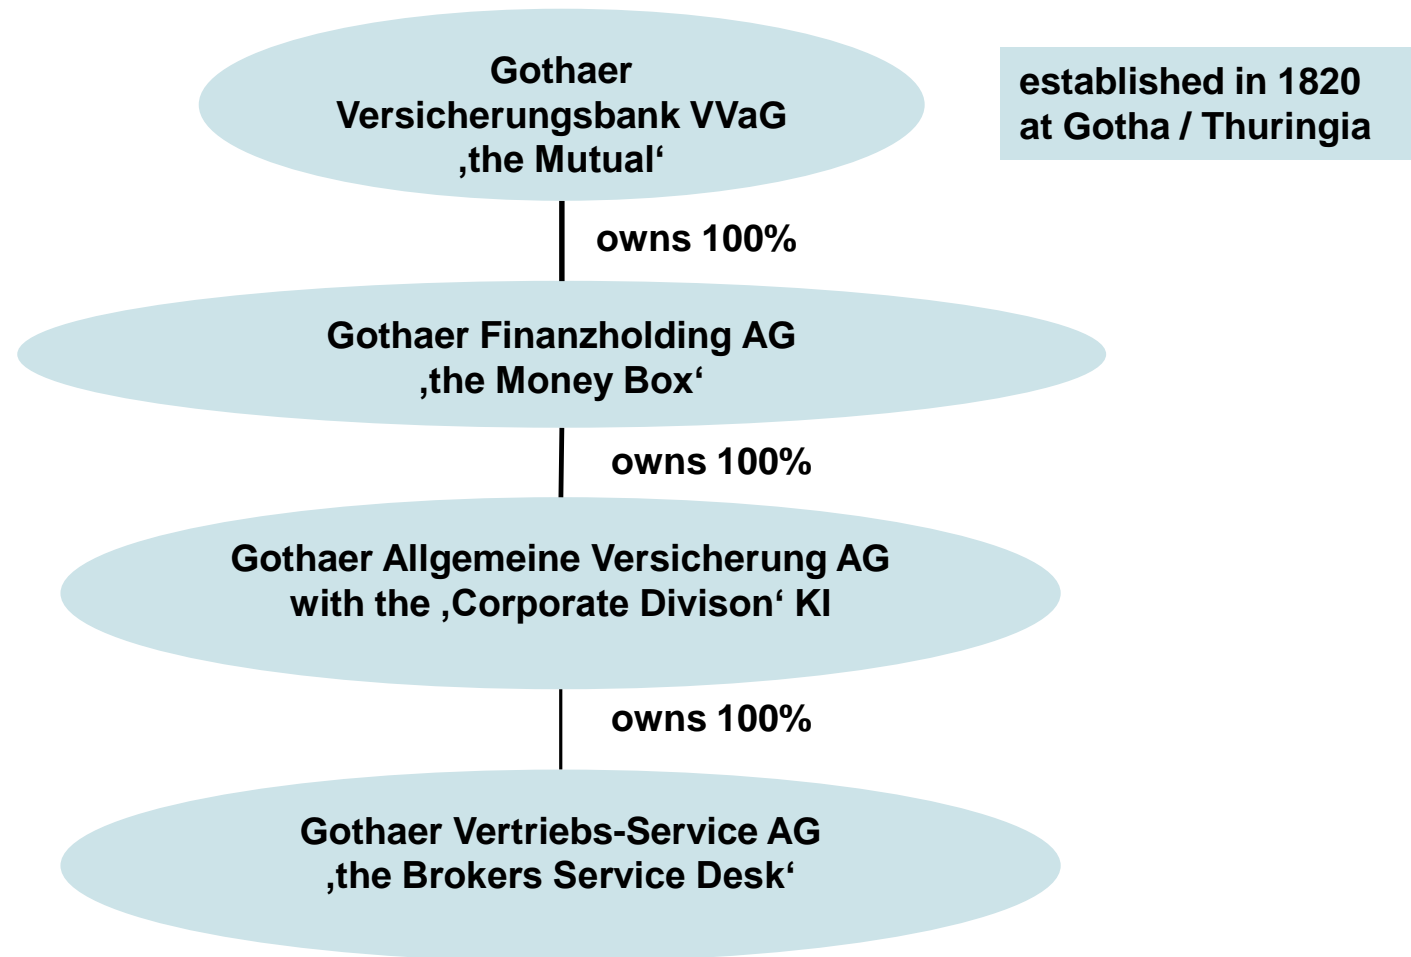 Gothaer
Versicherungsbank VVaG
‚the Mutual‘
established in 1820
at Gotha / Thuringia
owns 100%
Gothaer Finanzholding AG
‚the Money Box‘
owns 100%
Gothaer Allgemeine Versicherung AG
with the ‚Corporate Divison‘ KI
owns 100%
Gothaer Vertriebs-Service AG
‚the Brokers Service Desk‘